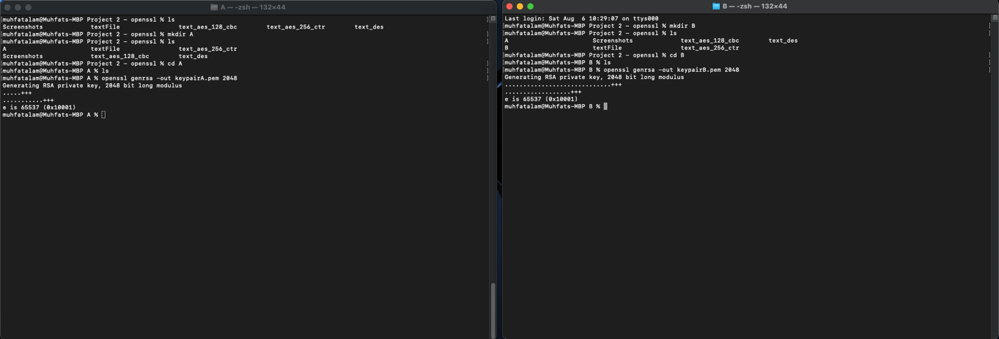 A — -zsh — 132×44
[muhfatalam@Muhfats-MBP Project 2 - openssl % ls ]
Screenshots textFile text_aes_128_cbc text_aes_256_ctr text_des
[muhfatalam@Muhfats-MBP Project 2 - openssl % mkdir A ]
[muhfatalam@Muhfats-MBP Project 2 - openssl % ls ]
A textFile text_aes_256_ctr
Screenshots text_aes_128_cbc text_des
[muhfatalam@Muhfats-MBP Project 2 - openssl % cd A ]
[muhfatalam@Muhfats-MBP A % ls ]
[muhfatalam@Muhfats-MBP A % openssl genrsa -out keypairA.pem 2048 ]
Generating RSA private key, 2048 bit long modulus
.....+++
...........+++
e is 65537 (0x10001)
muhfatalam@Muhfats-MBP A %
B — -zsh — 132×44
Last login: Sat Aug  6 10:29:07 on ttys000
[muhfatalam@Muhfats-MBP Project 2 - openssl % mkdir B ]
[muhfatalam@Muhfats-MBP Project 2 - openssl % ls ]
A Screenshots text_aes_128_cbc text_des
B textFile text_aes_256_ctr
[muhfatalam@Muhfats-MBP Project 2 - openssl % cd B ]
[muhfatalam@Muhfats-MBP B % ls ]
[muhfatalam@Muhfats-MBP B % openssl genrsa -out keypairB.pem 2048 ]
Generating RSA private key, 2048 bit long modulus
.............................+++
..................+++
e is 65537 (0x10001)
muhfatalam@Muhfats-MBP B %